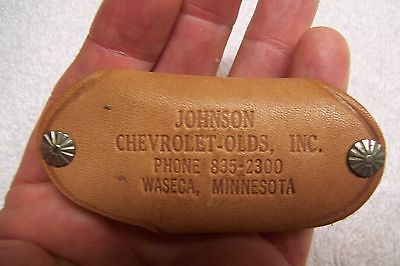 JOHNSON
CHEVROLET-OLDS, INC.
PHONE 835-2300
WASECA, MINNESOTA